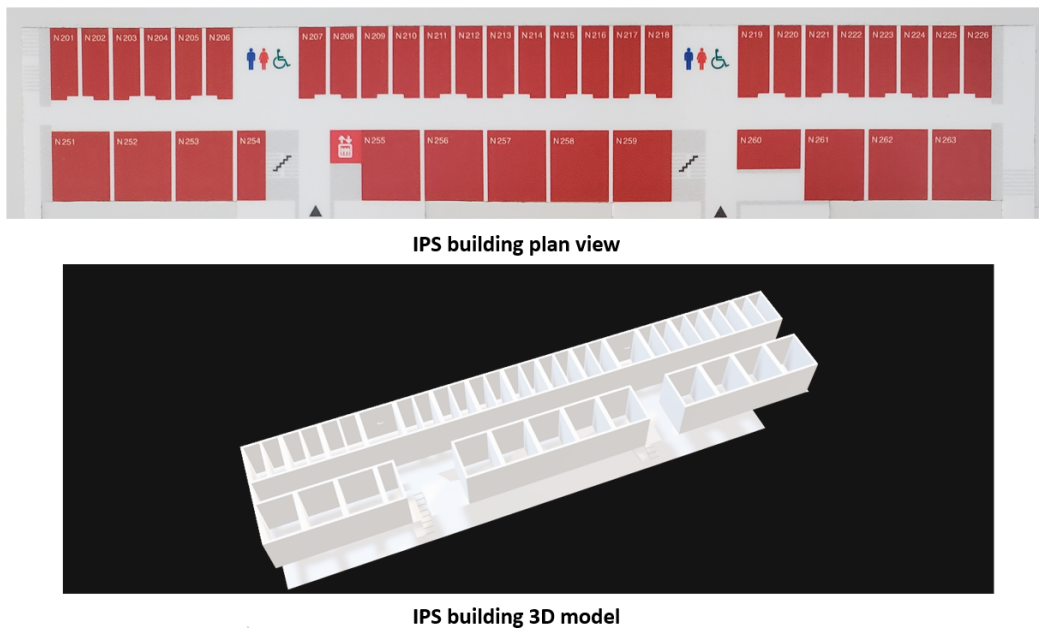 N201 N202 N203 N204 N205 N206 N207 N208 N209 N210 N211 N212 N213 N214 N215 N216 N217 N218 N219 N220 N221 N222 N223 N224 N225 N226
N251 N252 N253 N254 N255 N256 N257 N258 N259 N260 N261 N262 N263
IPS building plan view
IPS building 3D model